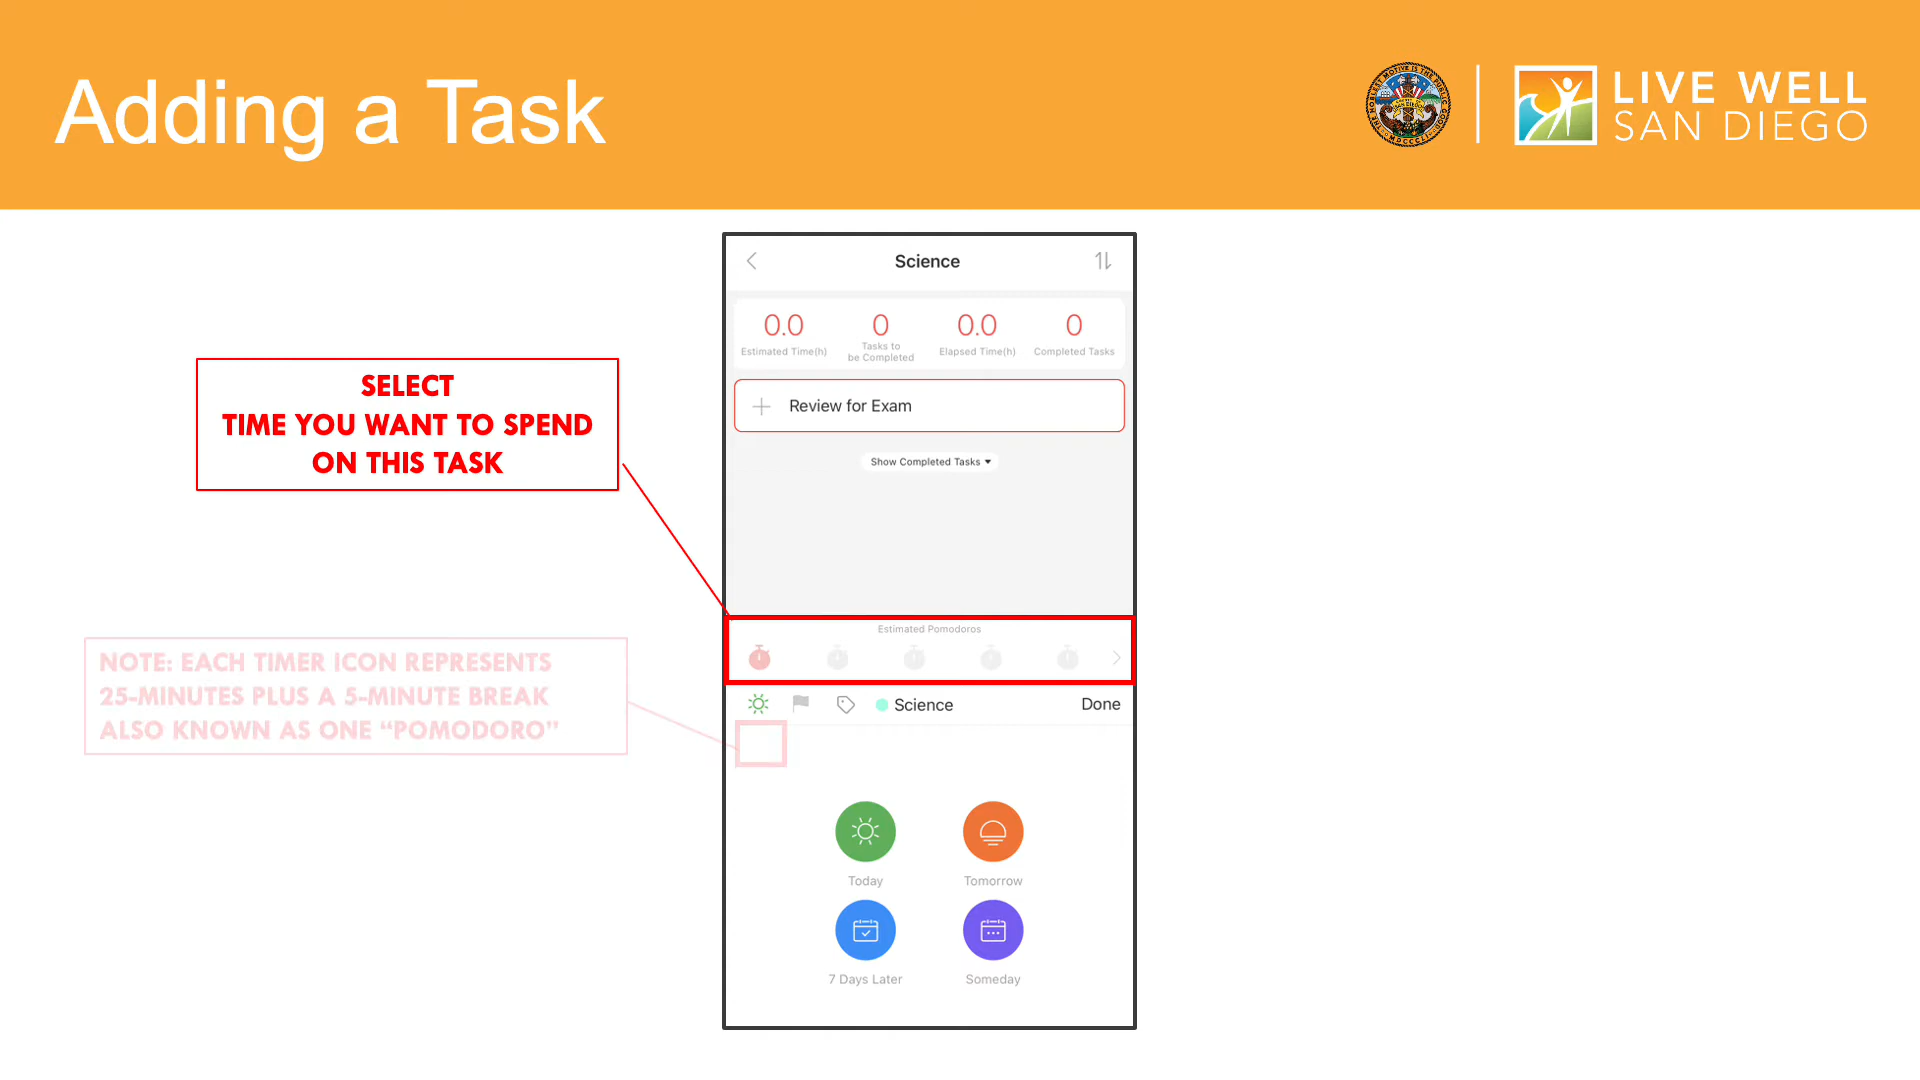 Adding a Task
LIVE WELL
SAN DIEGO
Science
0.0
Estimated Time(h)
0
Tasks to
be Completed
0.0
Elapsed Time(h)
0
Completed Tasks
SELECT
TIME YOU WANT TO SPEND
ON THIS TASK
Review for Exam
Show Completed Tasks
Estimated Pomodoros
NOTE: EACH TIMER ICON REPRESENTS
25-MINUTES PLUS A 5-MINUTE BREAK
ALSO KNOWN AS ONE “POMODORO”
Science
Done
Today
Tomorrow
7 Days Later
Someday